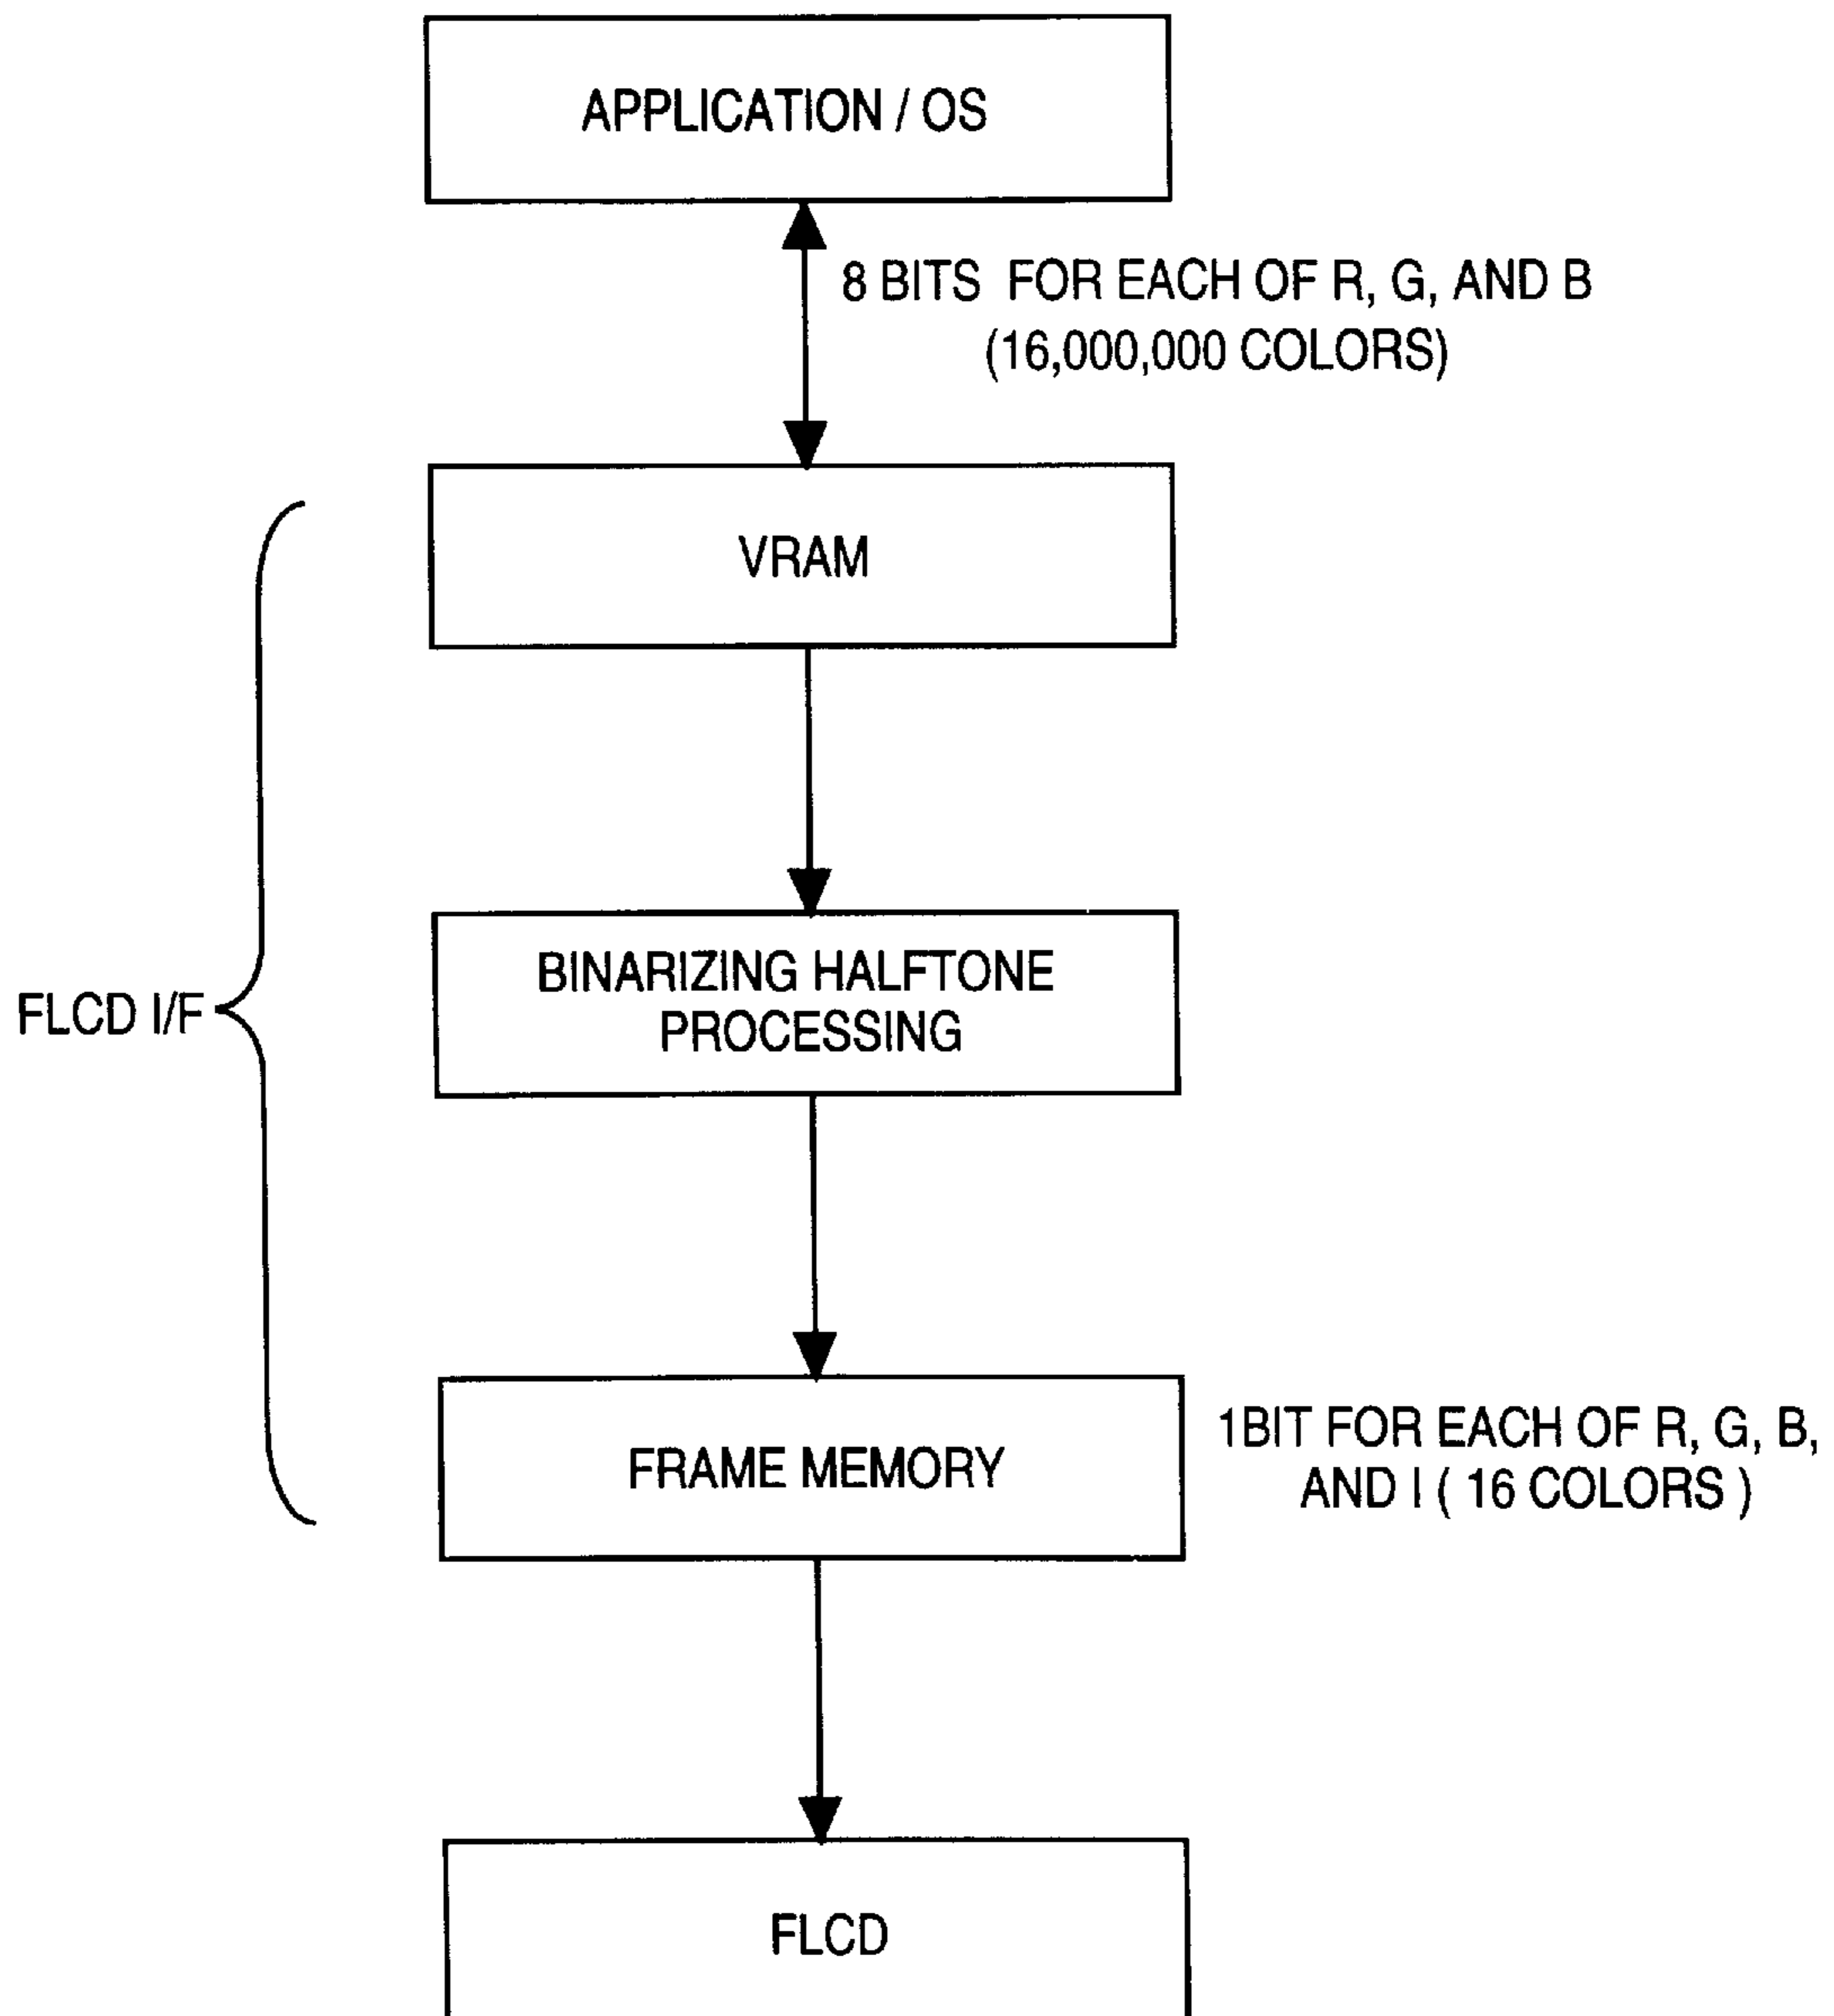 APPLICATION / OS
8 BITS FOR EACH OF R, G, AND B
(16,000,000 COLORS)
VRAM
BINARIZING HALFTONE
PROCESSING
FLCD I/F
FRAME MEMORY
1BIT FOR EACH OF R, G, B,
AND I ( 16 COLORS )
FLCD